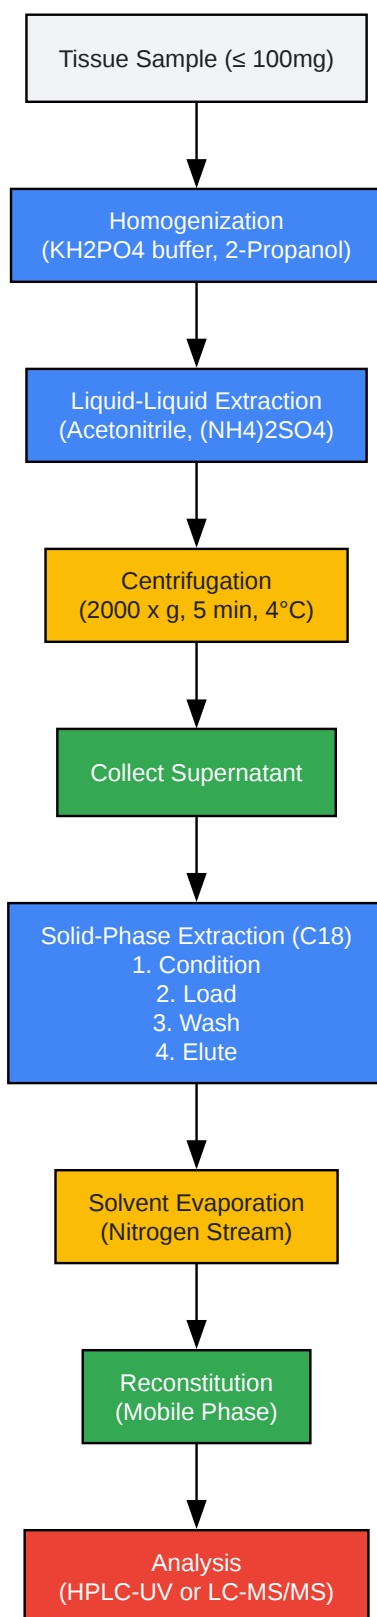 Tissue Sample (≤ 100mg)
Homogenization
(KH2PO4 buffer, 2-Propanol)
Liquid-Liquid Extraction
(Acetonitrile, (NH4)2SO4)
Centrifugation
(2000 x g, 5 min, 4°C)
Collect Supernatant
Solid-Phase Extraction (C18)
1. Condition
2. Load
3. Wash
4. Elute
Solvent Evaporation
(Nitrogen Stream)
Reconstitution
(Mobile Phase)
Analysis
(HPLC-UV or LC-MS/MS)